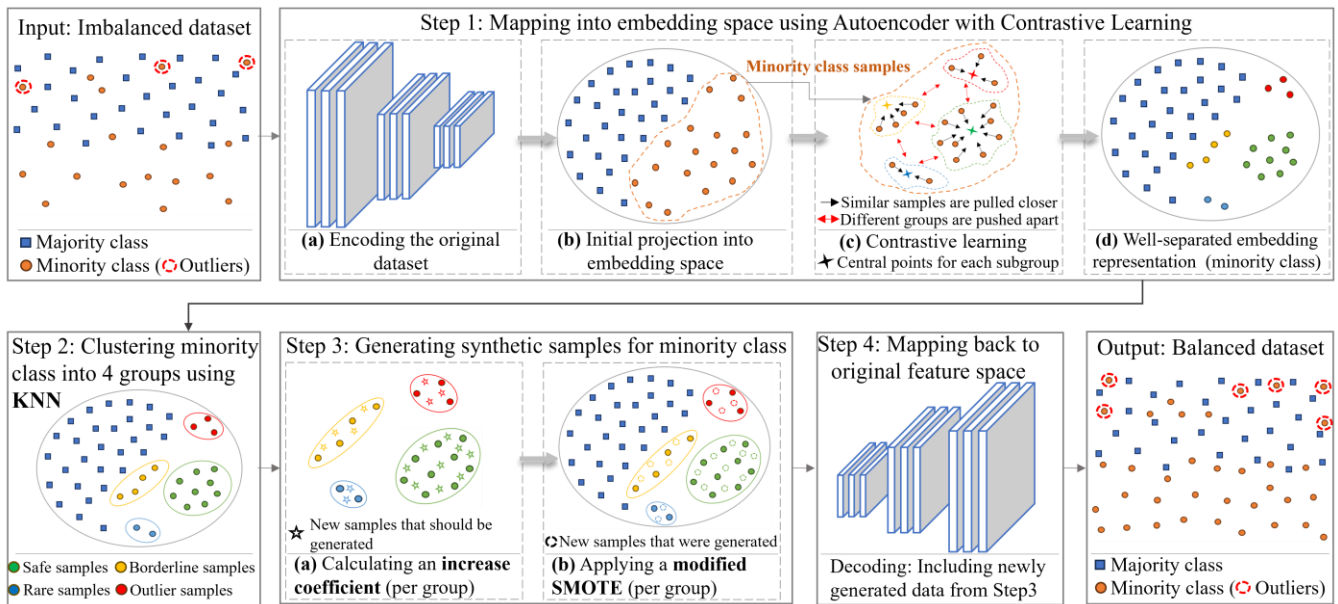 Input: Imbalanced dataset
Majority class
Minority class (Outliers)
Step 1: Mapping into embedding space using Autoencoder with Contrastive Learning
(a) Encoding the original
dataset
(b) Initial projection into
embedding space
Minority class samples
Similar samples are pulled closer
Different groups are pushed apart
(c) Contrastive learning
Central points for each subgroup
(d) Well-separated embedding
representation (minority class)
Step 2: Clustering minority
class into 4 groups using
KNN
Safe samples
Borderline samples
Rare samples
Outlier samples
Step 3: Generating synthetic samples for minority class
New samples that should be
generated
(a) Calculating an increase
coefficient (per group)
New samples that were generated
(b) Applying a modified
SMOTE (per group)
Step 4: Mapping back to
original feature space
Decoding: Including newly
generated data from Step3
Output: Balanced dataset
Majority class
Minority class (Outliers)